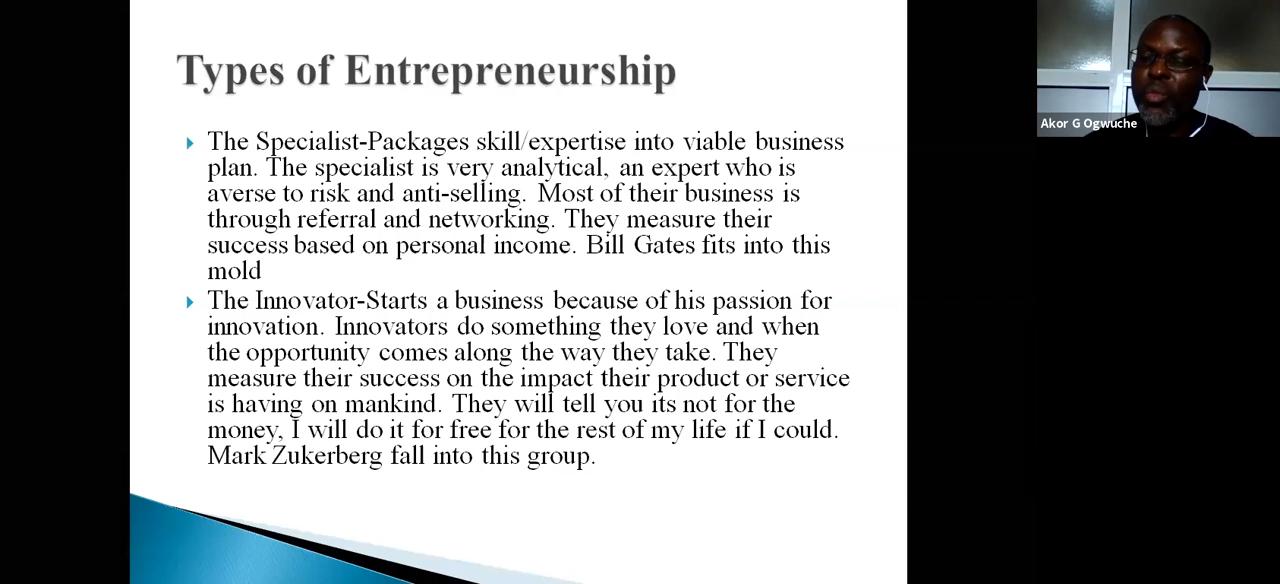 Types of Entrepreneurship
The Specialist-Packages skill/expertise into viable business
plan. The specialist is very analytical, an expert who is
averse to risk and anti-selling. Most of their business is
through referral and networking. They measure their
success based on personal income. Bill Gates fits into this
mold
The Innovator-Starts a business because of his passion for
innovation. Innovators do something they love and when
the opportunity comes along the way they take. They
measure their success on the impact their product or service
is having on mankind. They will tell you its not for the
money, I will do it for free for the rest of my life if I could.
Mark Zukerberg fall into this group.
Akor G Ogwuche